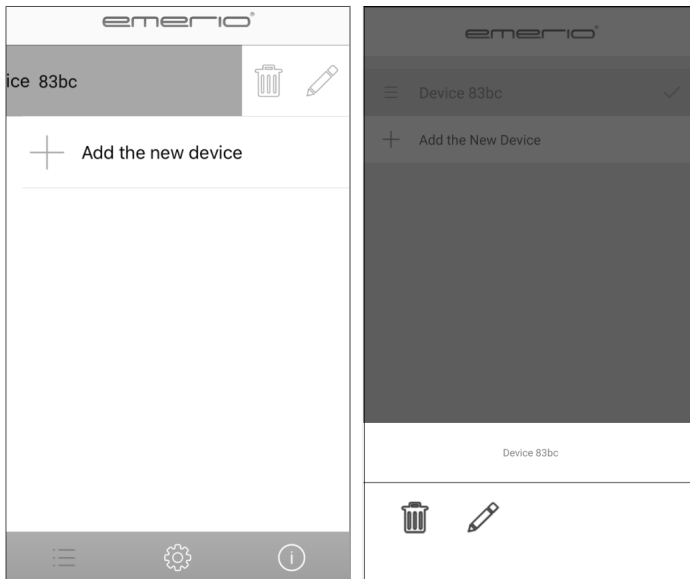 emerio®
ice 83bc
Add the new device
emerio®
Device 83bc
Add the New Device
Device 83bc